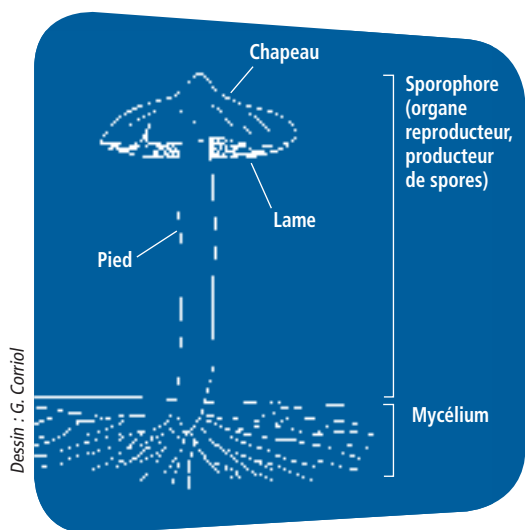 Chapeau
Sporophore
(organe
reproducteur,
producteur
de spores)
Lame
Pied
Mycélium
Dessin : G. Corriol